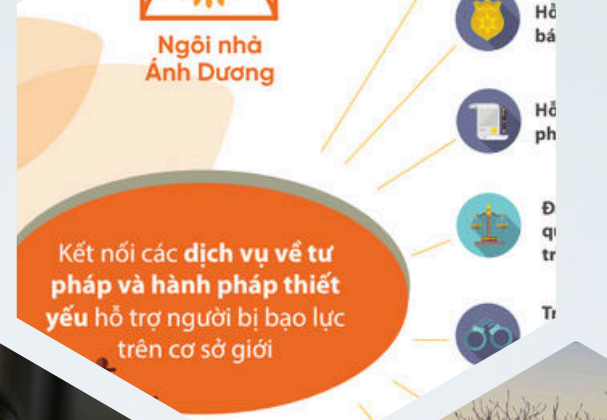 Ngôi nhà
Ánh Dương
Kết nối các dịch vụ về tư
pháp và hành pháp thiết
yếu hỗ trợ người bị bạo lực
trên cơ sở giới